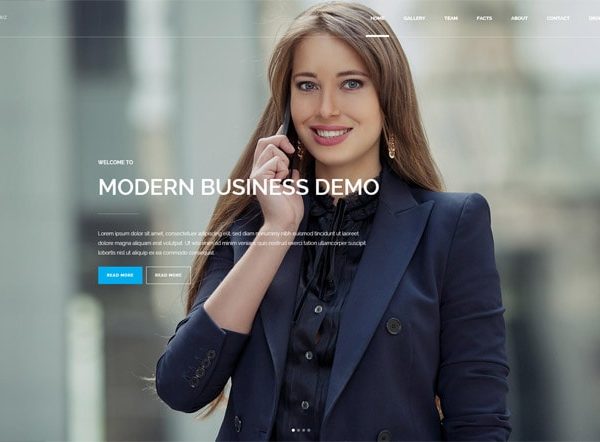 HOME GALLERY TEAM FACTS ABOUT CONTACT
WELCOME TO
MODERN BUSINESS DEMO
Lorem ipsum dolor sit amet, consectetuer adipiscing elit, sed diam nonummy nibh euismod tincidunt ut laoreet
dolore magna aliquam erat volutpat. Ut wisi enim ad minim veniam, quis nostrud exerci tation ullamcorper suscipit
lobortis nisl ut aliquip ex ea commodo consequat.
READ MORE READ MORE